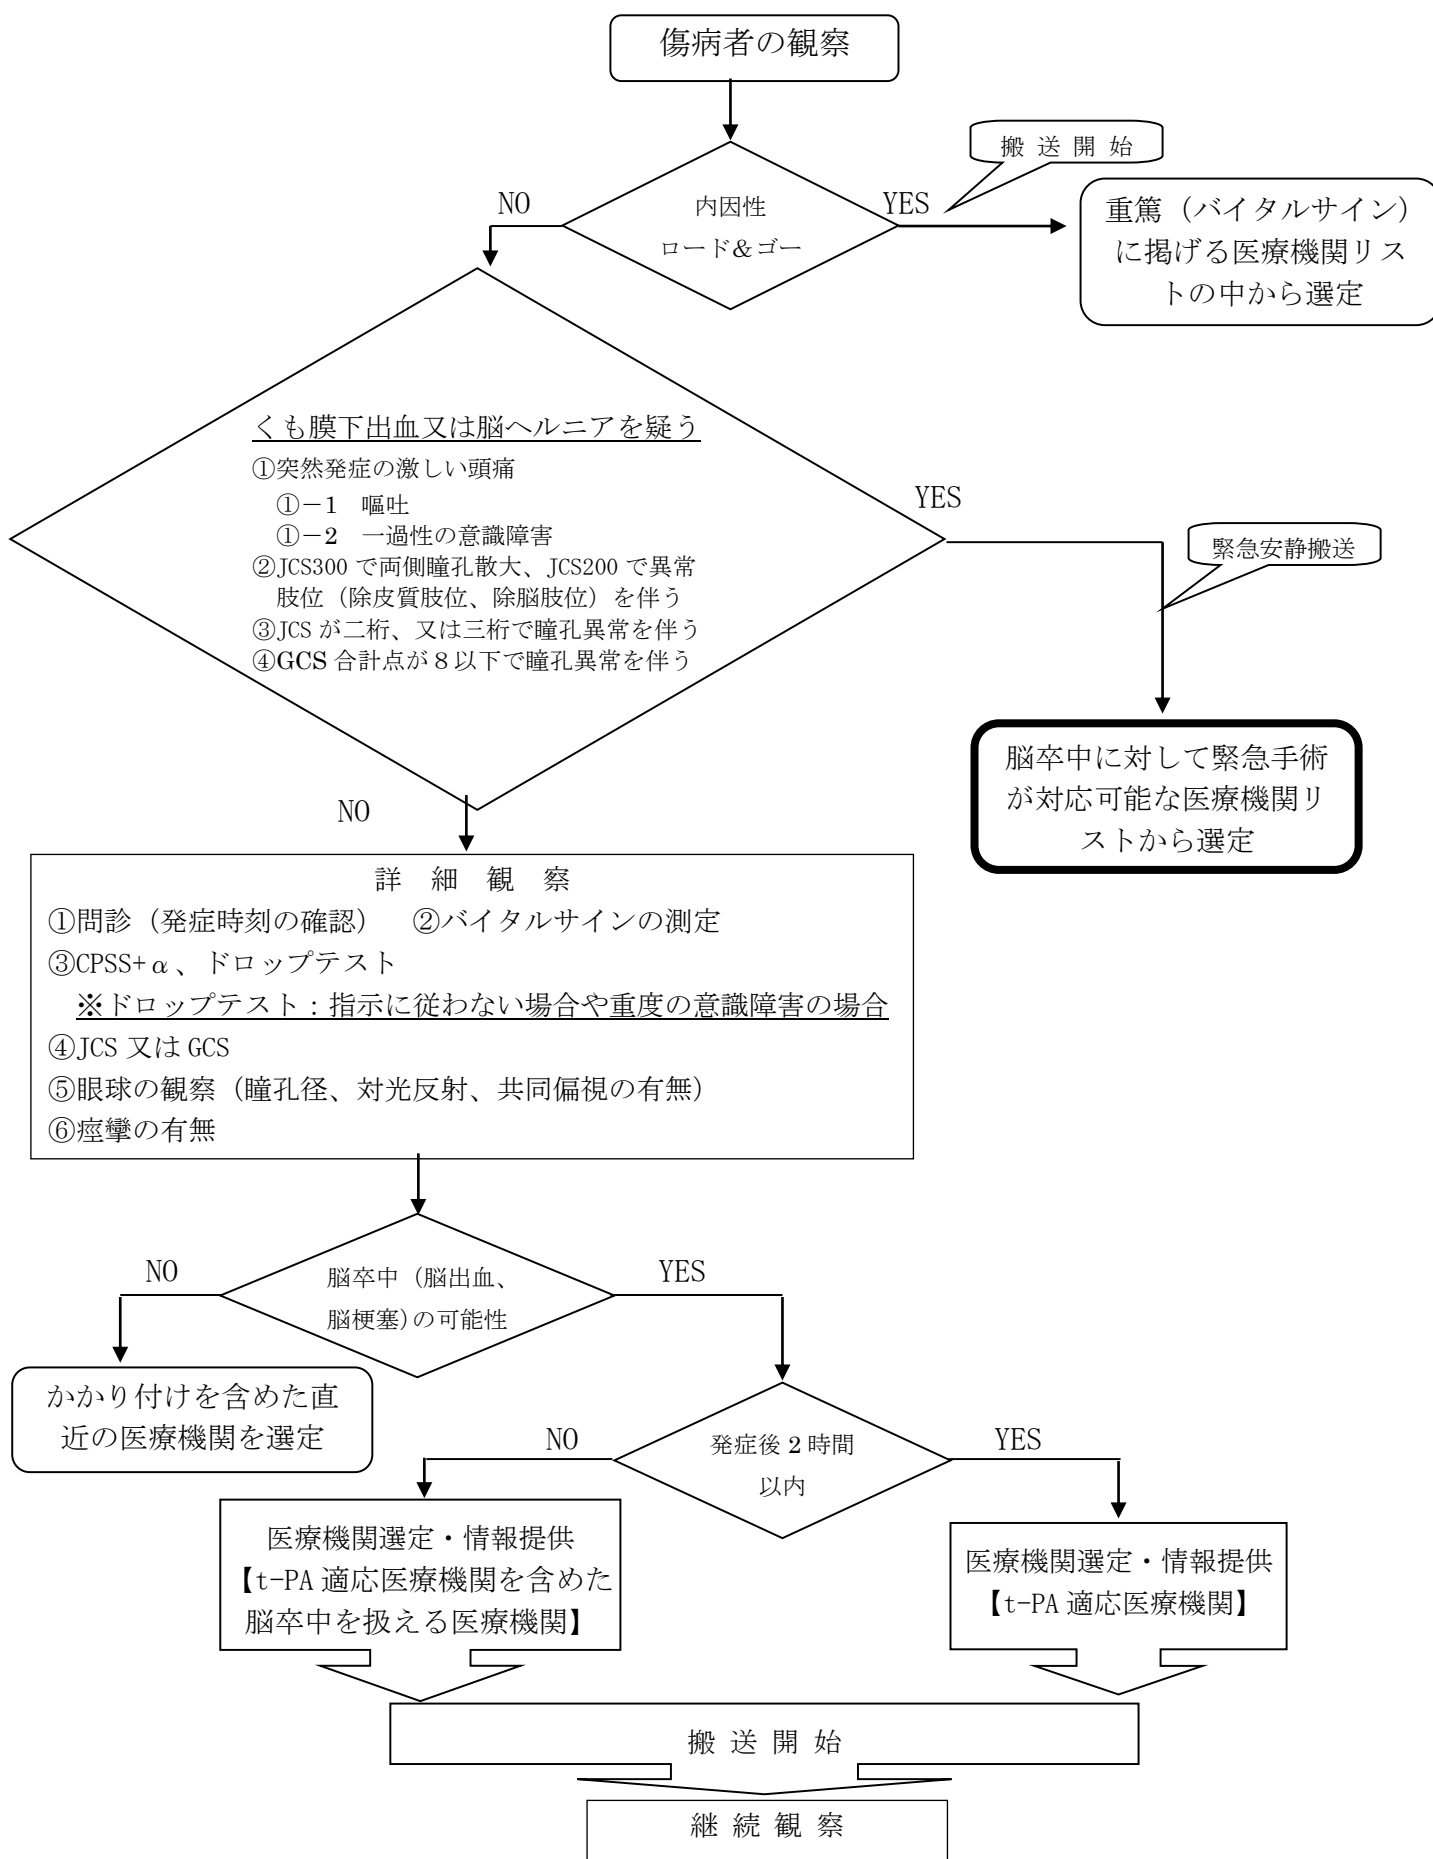 傷病者の観察
搬 送 開 始
NO
YES
内因性
ロード＆ゴー
重篤（バイタルサイン）
に掲げる医療機関リス
トの中から選定
くも膜下出血又は脳ヘルニアを疑う
①突然発症の激しい頭痛
①－1　嘔吐
①－2　一過性の意識障害
②JCS300 で両側瞳孔散大、JCS200 で異常
肢位（除皮質肢位、除脳肢位）を伴う
③JCS が二桁、又は三桁で瞳孔異常を伴う
④GCS 合計点が８以下で瞳孔異常を伴う
YES
緊急安静搬送
NO
脳卒中に対して緊急手術
が対応可能な医療機関リ
ストから選定
詳　細　観　察
①問診（発症時刻の確認）　②バイタルサインの測定
③CPSS+α、ドロップテスト
※ドロップテスト：指示に従わない場合や重度の意識障害の場合
④JCS 又は GCS
⑤眼球の観察（瞳孔径、対光反射、共同偏視の有無）
⑥痙攣の有無
NO
YES
脳卒中（脳出血、
脳梗塞）の可能性
かかり付けを含めた直
近の医療機関を選定
NO
YES
発症後 2 時間
以内
医療機関選定・情報提供
【t-PA 適応医療機関を含めた
脳卒中を扱える医療機関】
医療機関選定・情報提供
【t-PA 適応医療機関】
搬 送 開 始
継 続 観 察